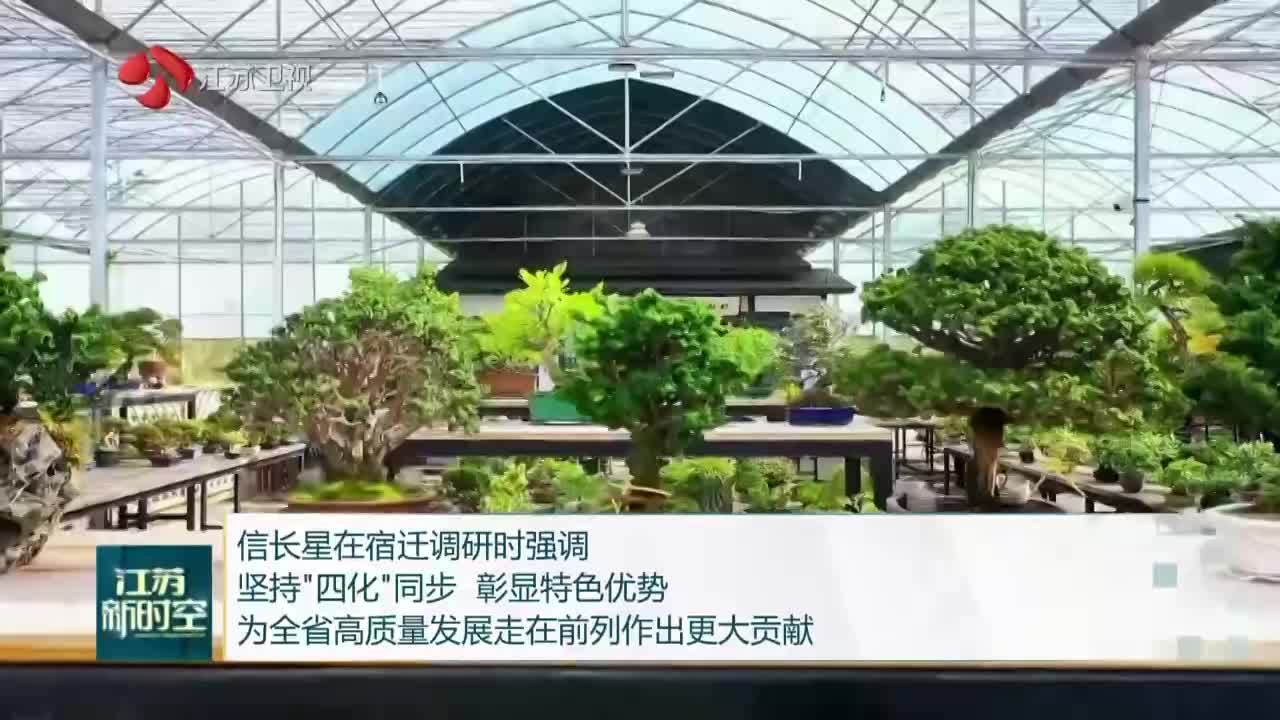 江苏卫视
信长星在宿迁调研时强调
坚持"四化"同步 彰显特色优势
为全省高质量发展走在前列作出更大贡献
江苏
新时空